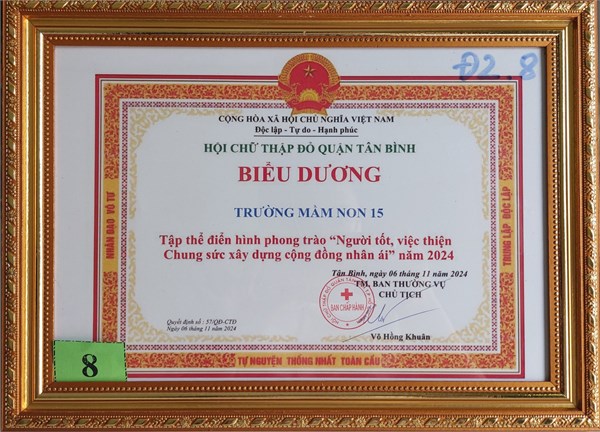 Đ2.8
CỘNG HÒA XÃ HỘI CHỦ NGHĨA VIỆT NAM
Độc lập - Tự do - Hạnh phúc
HỘI CHỮ THẬP ĐỎ QUẬN TÂN BÌNH
BIỂU DƯƠNG
TRƯỜNG MẦM NON 15
Tập thể điển hình phong trào “Người tốt, việc thiện
Chung sức xây dựng cộng đồng nhân ái” năm 2024
Tân Bình, ngày 06 tháng 11 năm 2024
TM. BAN THƯỜNG VỤ
CHỦ TỊCH
BAN CHẤP HÀNH
Võ Hồng Khuân
Quyết định số : 57/QĐ-CTĐ
Ngày 06 tháng 11 năm 2024
NHÂN ĐẠO VÔ TƯ
TRUNG LẬP ĐỘC LẬP
TỰ NGUYỆN THỐNG NHẤT TOÀN CẦU
8